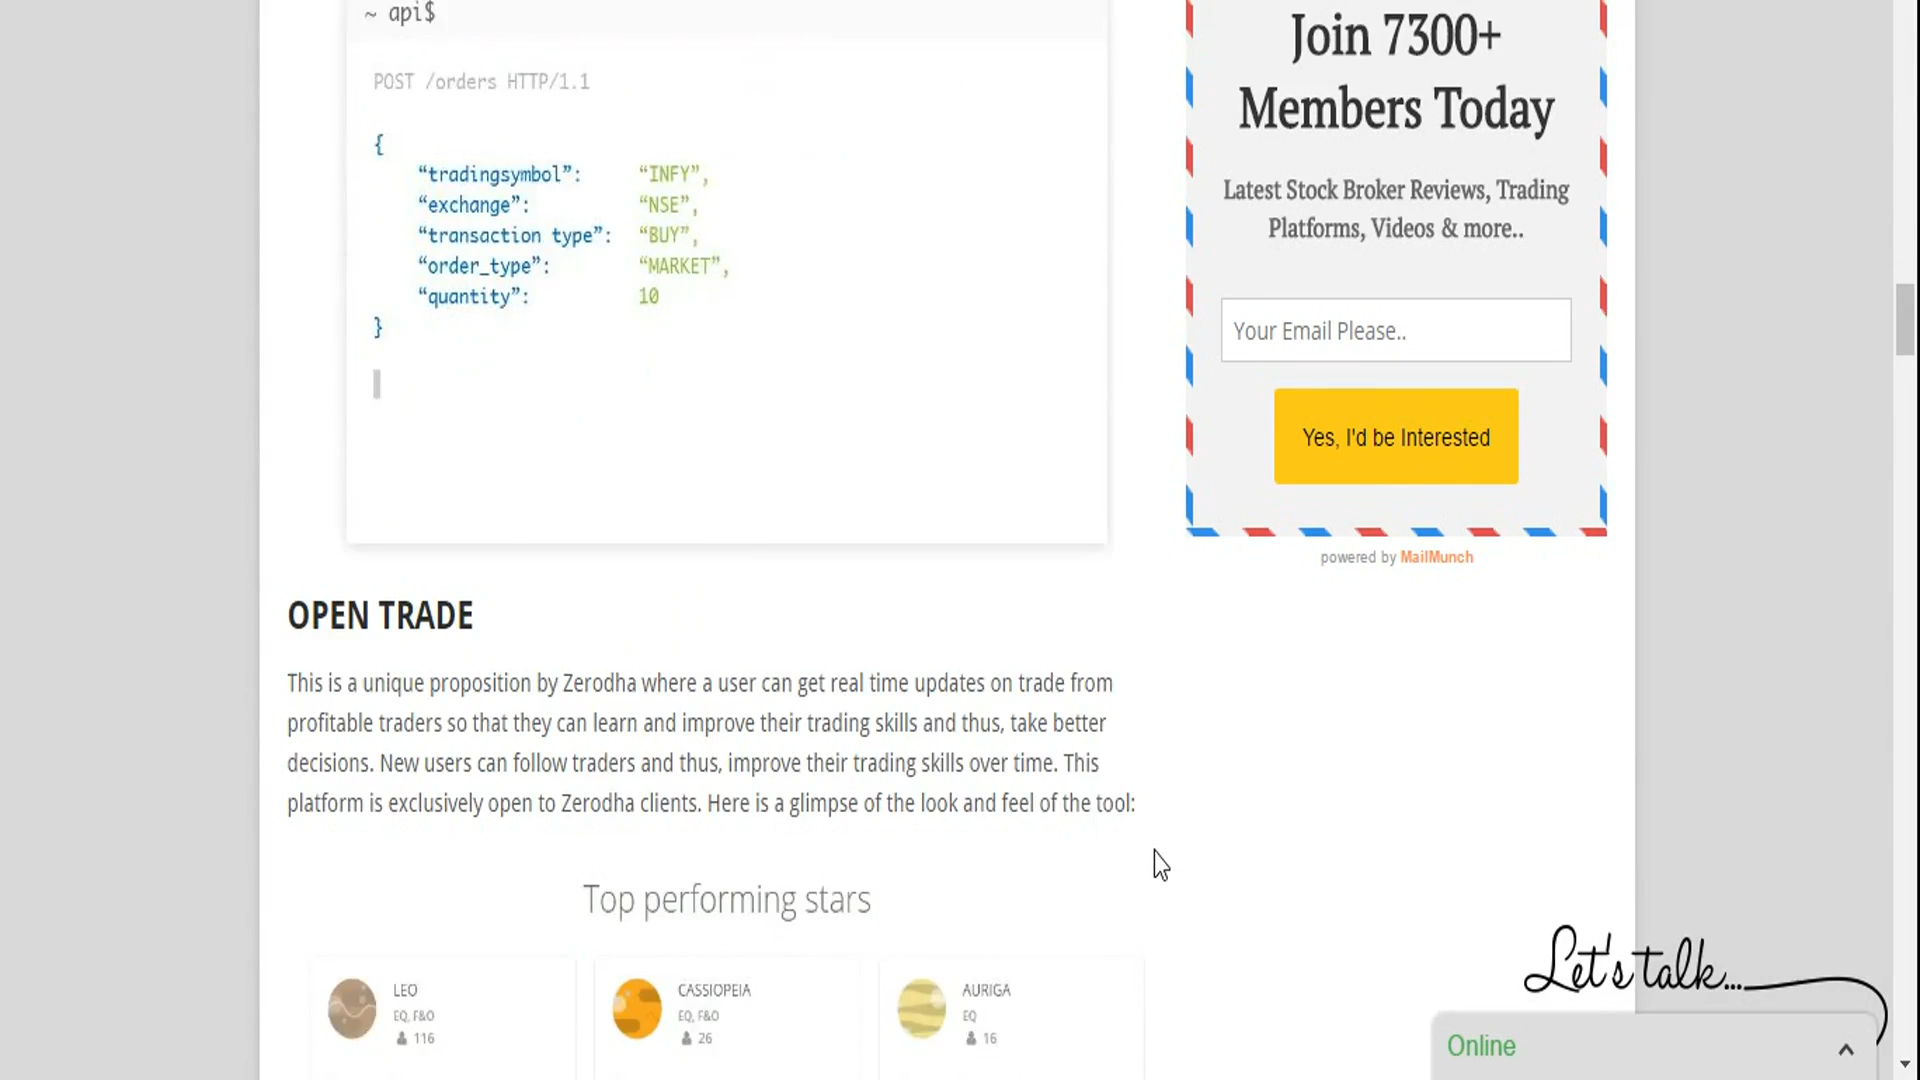 ~ api$
POST /orders HTTP/1.1
{
“tradingsymbol”: “INFY”,
“exchange”: “NSE”,
“transaction type”: “BUY”,
“order_type”: “MARKET”,
“quantity”: 10
}
OPEN TRADE
This is a unique proposition by Zerodha where a user can get real time updates on trade from
profitable traders so that they can learn and improve their trading skills and thus, take better
decisions. New users can follow traders and thus, improve their trading skills over time. This
platform is exclusively open to Zerodha clients. Here is a glimpse of the look and feel of the tool:
Top performing stars
LEO
EQ, F&O
116
CASSIOPEIA
EQ, F&O
26
AURIGA
EQ
16
Join 7300+
Members Today
Latest Stock Broker Reviews, Trading
Platforms, Videos & more..
Your Email Please..
Yes, I'd be Interested
powered by MailMunch
Let's talk...
Online